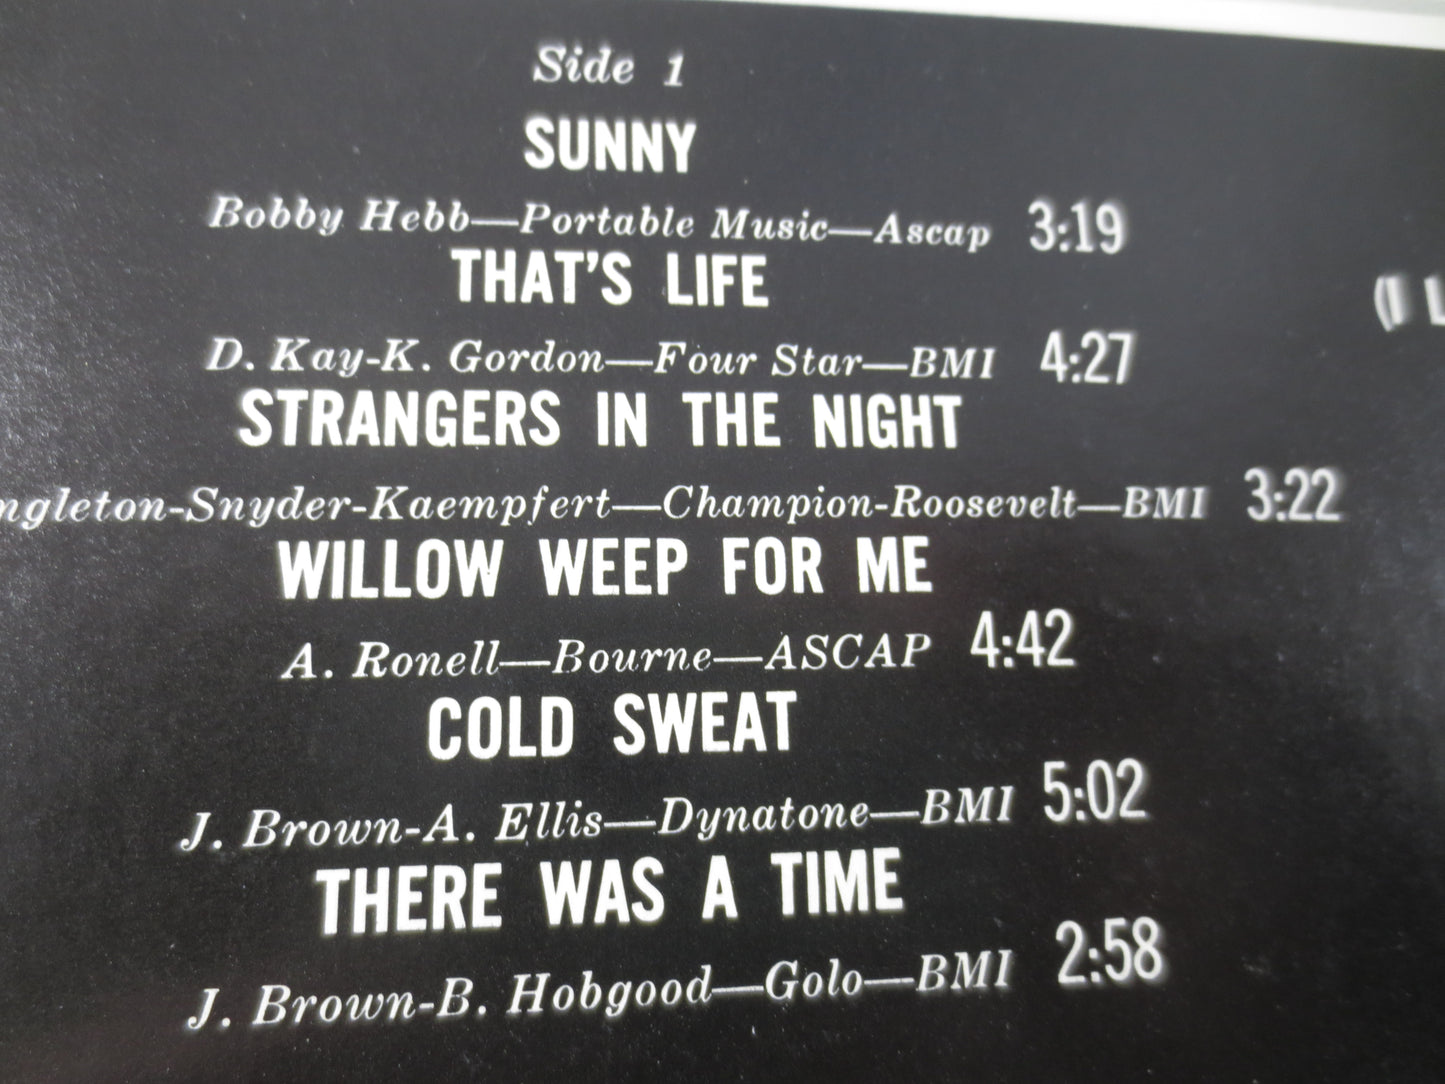 Side 1
SUNNY
Bobby Hebb—Portable Music—Ascap 3:19
THAT'S LIFE
D. Kay-K. Gordon—Four Star—BMI 4:27
STRANGERS IN THE NIGHT
ngleton-Snyder-Kaempfert—Champion-Roosevelt—BMI 3:22
WILLOW WEEP FOR ME
A. Ronell—Bourne—ASCAP 4:42
COLD SWEAT
J. Brown-A. Ellis—Dynatone—BMI 5:02
THERE WAS A TIME
J. Brown-B. Hobgood—Golo—BMI 2:58
(I L